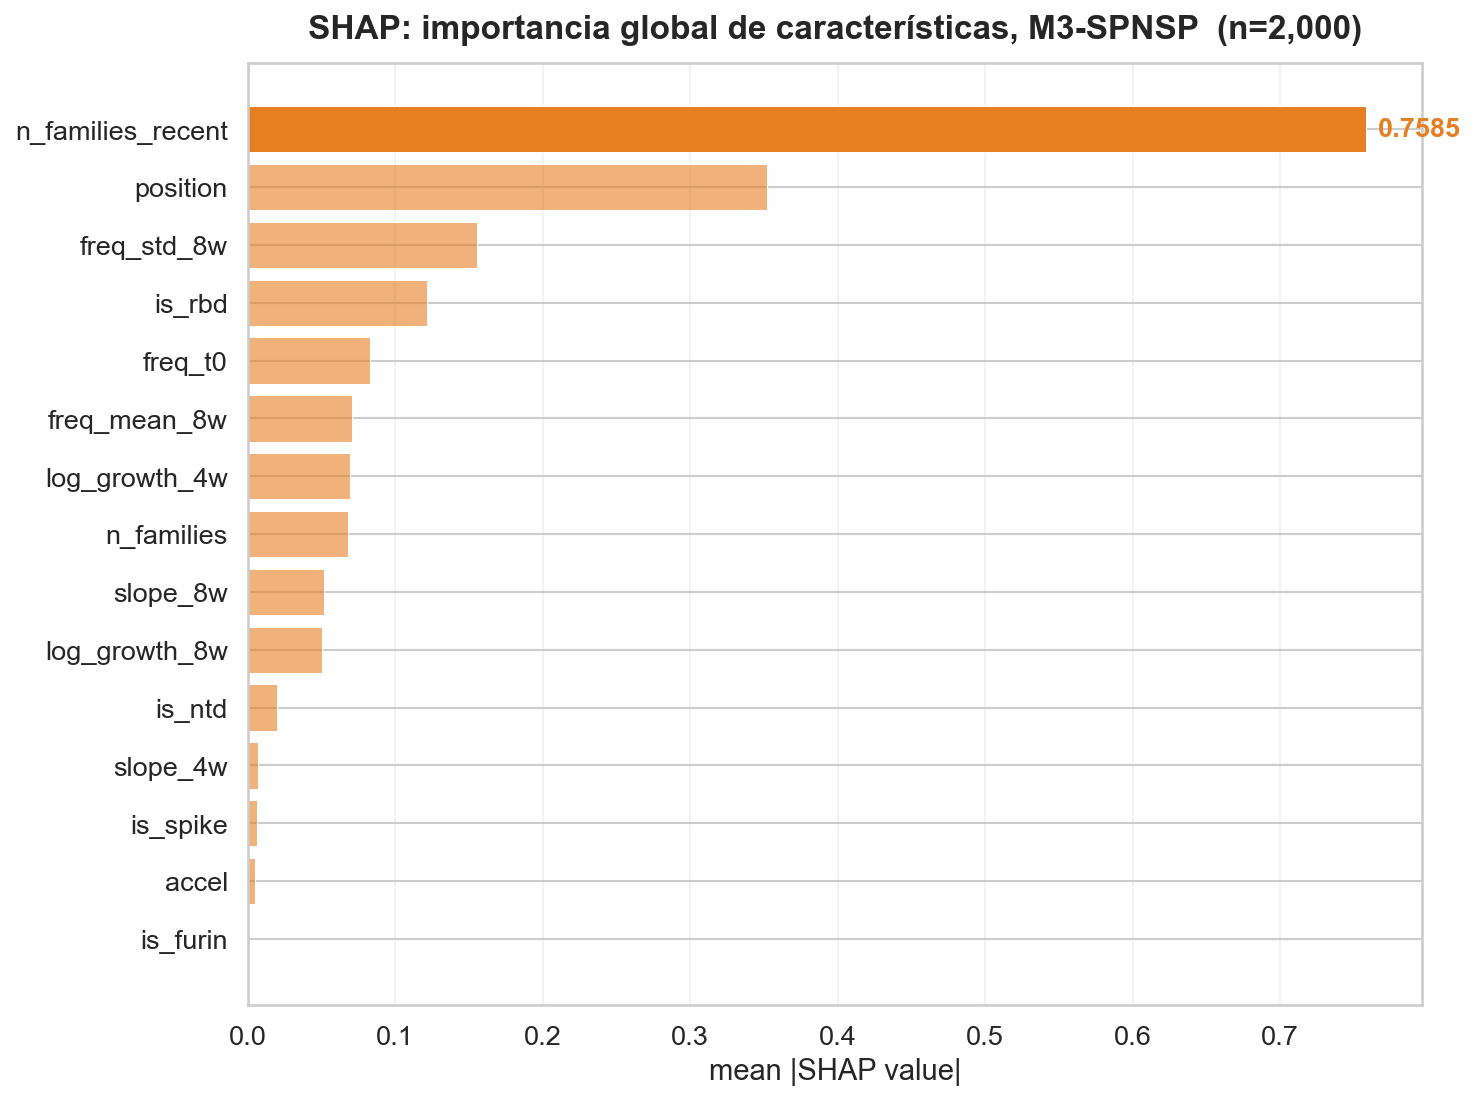 SHAP: importancia global de características, M3-SPNSP (n=2,000)
n_families_recent
0.7585
position
freq_std_8w
is_rbd
freq_t0
freq_mean_8w
log_growth_4w
n_families
slope_8w
log_growth_8w
is_ntd
slope_4w
is_spike
accel
is_furin
0.0 0.1 0.2 0.3 0.4 0.5 0.6 0.7
mean |SHAP value|